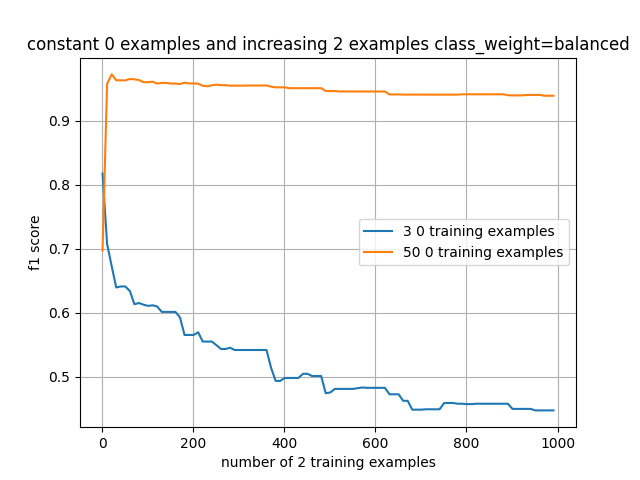 constant 0 examples and increasing 2 examples class_weight=balanced
f1 score
0.9
0.8
0.7
0.6
0.5
3 0 training examples
50 0 training examples
0 200 400 600 800 1000
number of 2 training examples